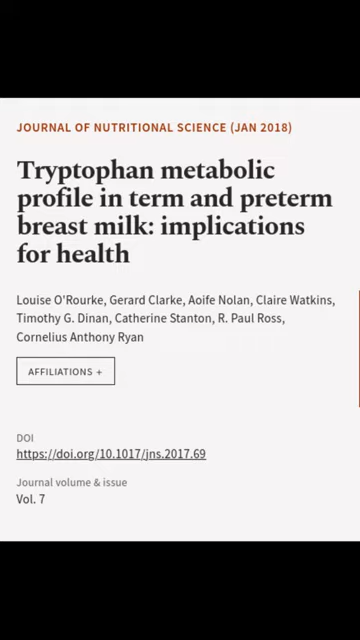 JOURNAL OF NUTRITIONAL SCIENCE (JAN 2018)
Tryptophan metabolic
profile in term and preterm
breast milk: implications
for health
Louise O'Rourke, Gerard Clarke, Aoife Nolan, Claire Watkins,
Timothy G. Dinan, Catherine Stanton, R. Paul Ross,
Cornelius Anthony Ryan
AFFILIATIONS +
DOI
https://doi.org/10.1017/jns.2017.69
Journal volume & issue
Vol. 7